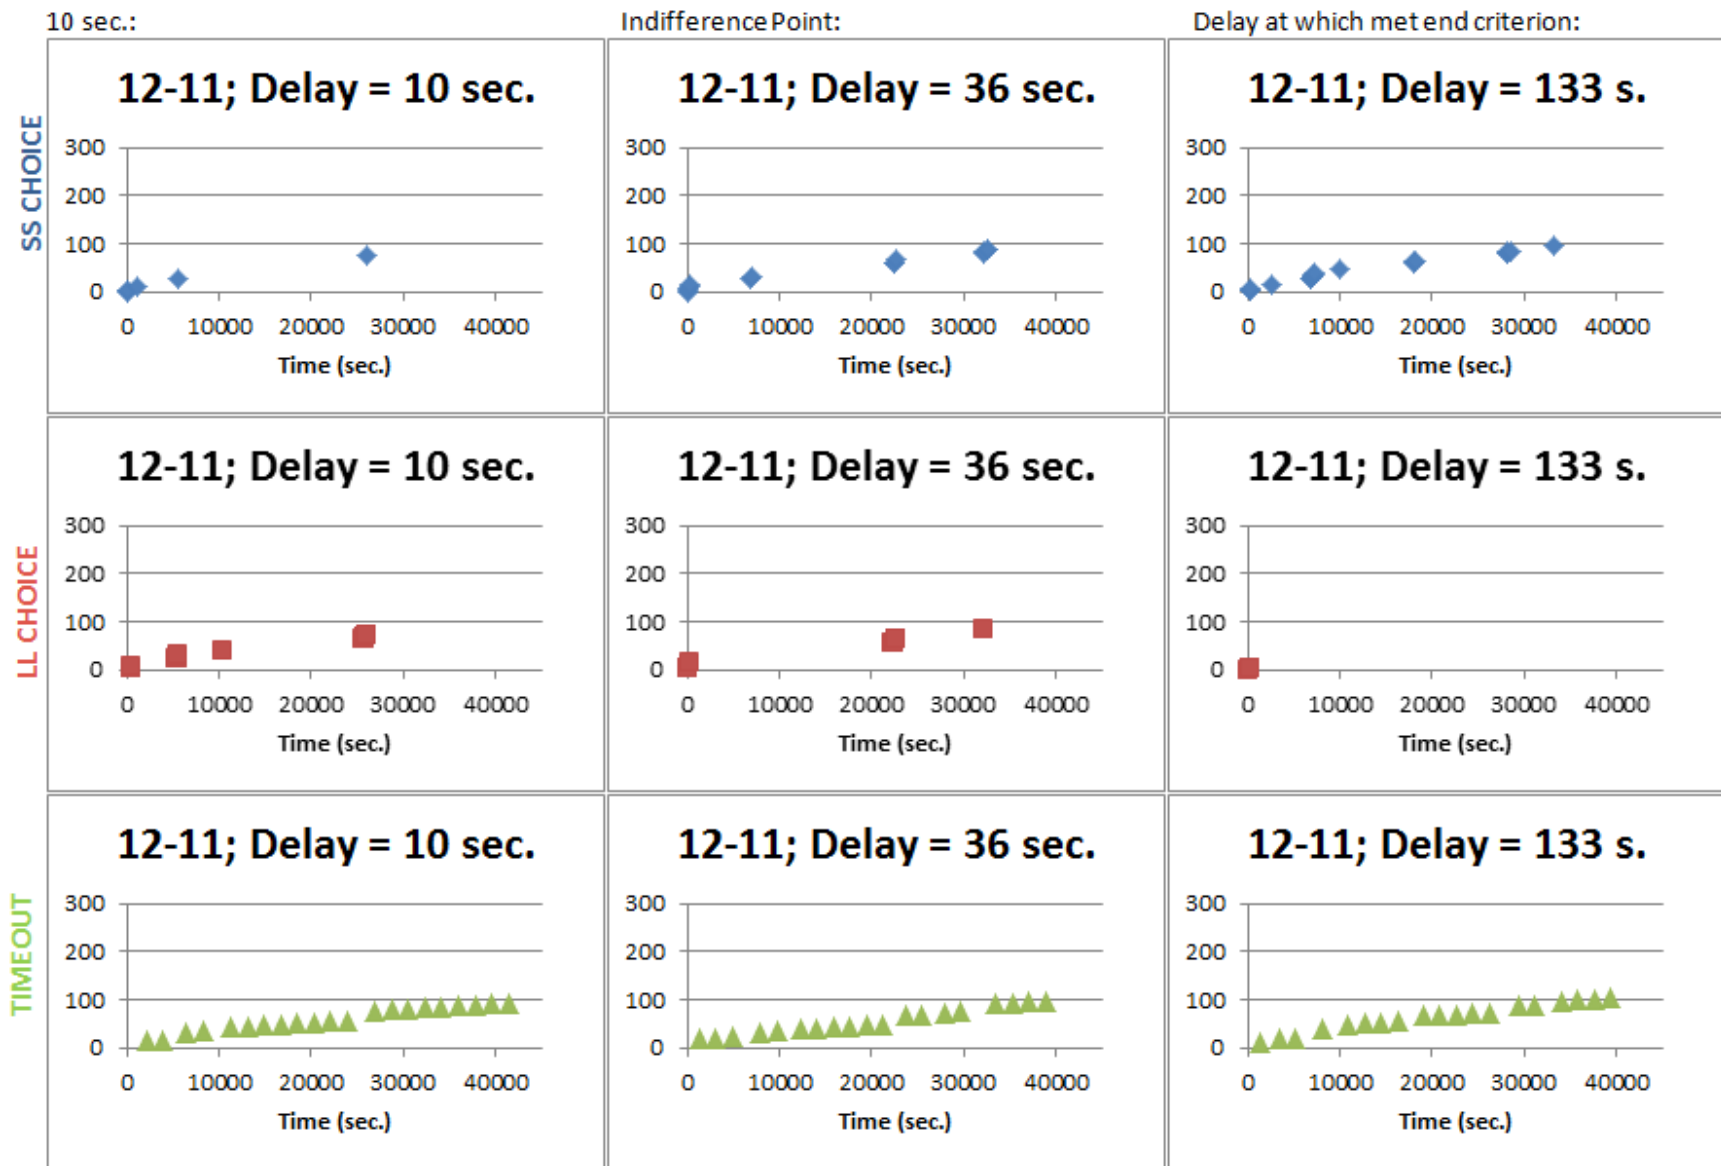 10 sec.:
Indifference Point:
Delay at which met end criterion:
SS CHOICE
12-11; Delay = 10 sec.
300
200
100
0
0 10000 20000 30000 40000
Time (sec.)
12-11; Delay = 36 sec.
300
200
100
0
0 10000 20000 30000 40000
Time (sec.)
12-11; Delay = 133 s.
300
200
100
0
0 10000 20000 30000 40000
Time (sec.)
LL CHOICE
12-11; Delay = 10 sec.
300
200
100
0
0 10000 20000 30000 40000
Time (sec.)
12-11; Delay = 36 sec.
300
200
100
0
0 10000 20000 30000 40000
Time (sec.)
12-11; Delay = 133 s.
300
200
100
0
0 10000 20000 30000 40000
Time (sec.)
TIMEOUT
12-11; Delay = 10 sec.
300
200
100
0
0 10000 20000 30000 40000
Time (sec.)
12-11; Delay = 36 sec.
300
200
100
0
0 10000 20000 30000 40000
Time (sec.)
12-11; Delay = 133 s.
300
200
100
0
0 10000 20000 30000 40000
Time (sec.)